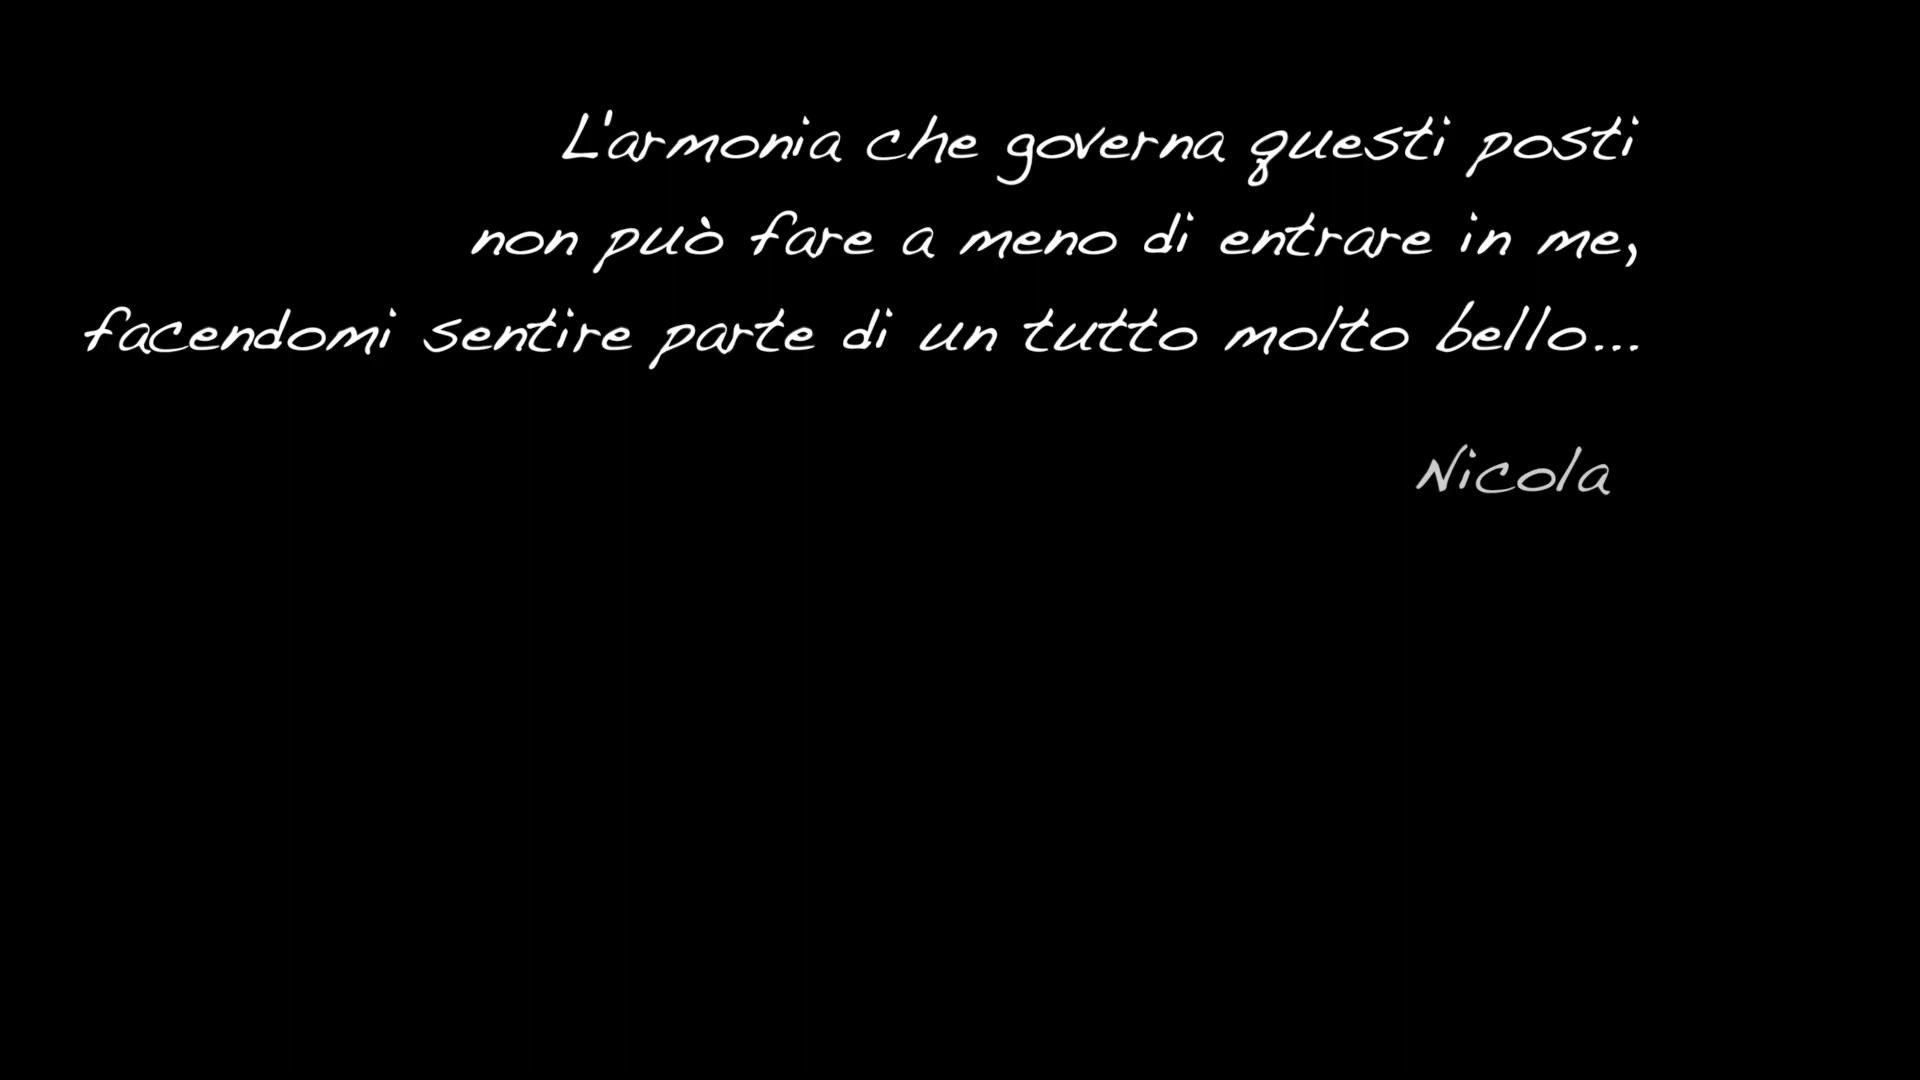 L'armonia che governa questi posti
non può fare a meno di entrare in me,
facendomi sentire parte di un tutto molto bello...
Nicola